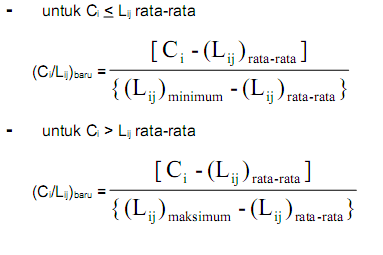 - untuk Ci ≤ Lij rata-rata
(Ci/Lij)baru = [ Ci - (Lij)rata-rata ]
{ (Lij)minimum - (Lij)rata-rata }
- untuk Ci > Lij rata-rata
(Ci/Lij)baru = [ Ci - (Lij)rata-rata ]
{ (Lij)maksimum - (Lij)rata-rata }